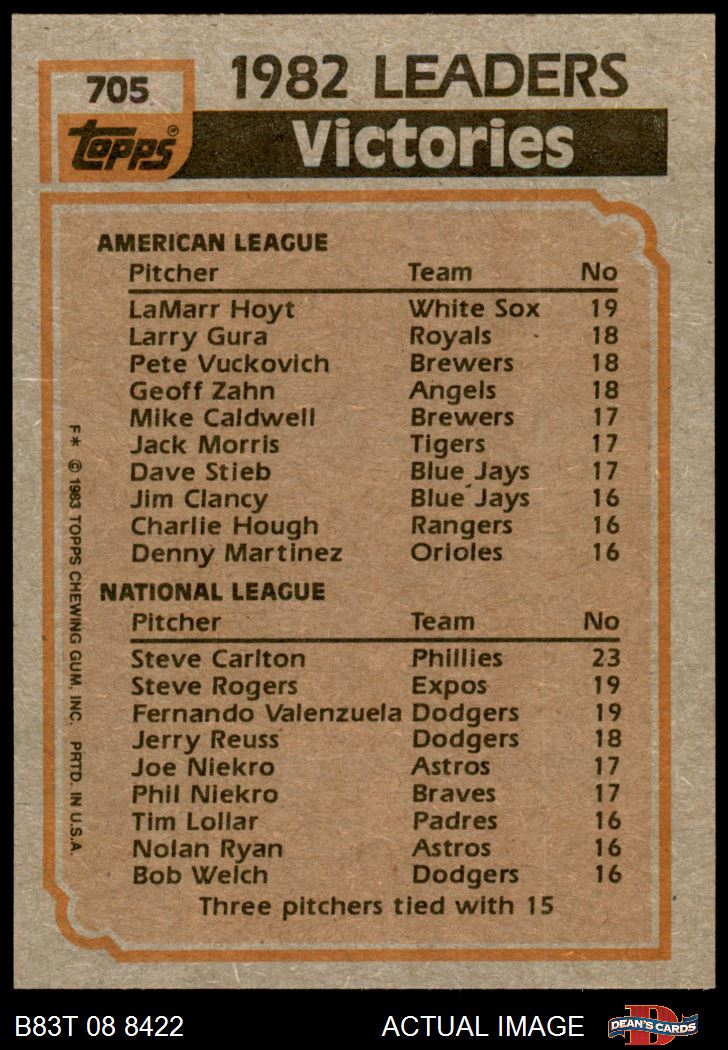 705
1982 LEADERS
Topps®
Victories
AMERICAN LEAGUE
Pitcher Team No
LaMarr Hoyt White Sox 19
Larry Gura Royals 18
Pete Vuckovich Brewers 18
Geoff Zahn Angels 18
Mike Caldwell Brewers 17
Jack Morris Tigers 17
Dave Stieb Blue Jays 17
Jim Clancy Blue Jays 16
Charlie Hough Rangers 16
Denny Martinez Orioles 16
NATIONAL LEAGUE
Pitcher Team No
Steve Carlton Phillies 23
Steve Rogers Expos 19
Fernando Valenzuela Dodgers 19
Jerry Reuss Dodgers 18
Joe Niekro Astros 17
Phil Niekro Braves 17
Tim Lollar Padres 16
Nolan Ryan Astros 16
Bob Welch Dodgers 16
Three pitchers tied with 15
F* © 1983 TOPPS CHEWING GUM, INC. PRTD. IN U.S.A.
B83T 08 8422 ACTUAL IMAGE
D
DEAN'S CARDS